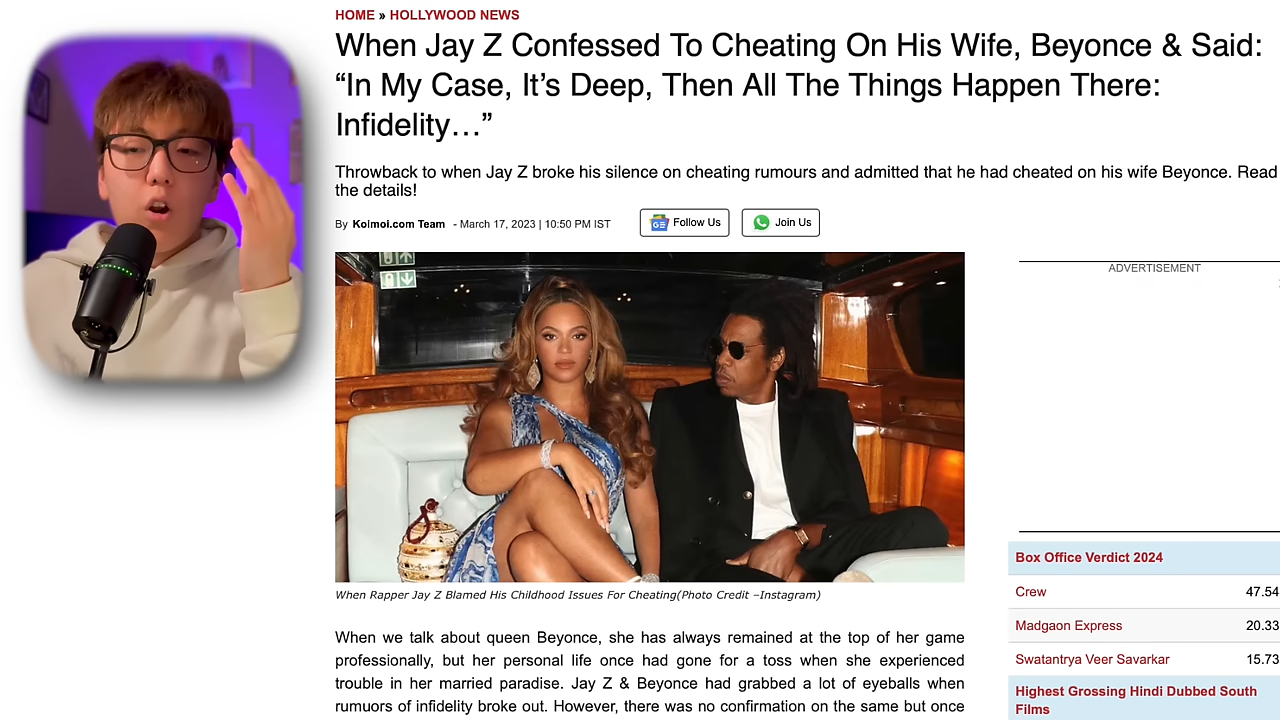 HOME » HOLLYWOOD NEWS
When Jay Z Confessed To Cheating On His Wife, Beyonce & Said:
“In My Case, It’s Deep, Then All The Things Happen There:
Infidelity…”
Throwback to when Jay Z broke his silence on cheating rumours and admitted that he had cheated on his wife Beyonce. Read
the details!
By Koimoi.com Team - March 17, 2023 | 10:50 PM IST
Follow Us
Join Us
ADVERTISEMENT
When Rapper Jay Z Blamed His Childhood Issues For Cheating(Photo Credit –Instagram)
When we talk about queen Beyonce, she has always remained at the top of her game
professionally, but her personal life once had gone for a toss when she experienced
trouble in her married paradise. Jay Z & Beyonce had grabbed a lot of eyeballs when
rumuors of infidelity broke out. However, there was no confirmation on the same but once
Box Office Verdict 2024
Crew 47.54
Madgaon Express 20.33
Swatantrya Veer Savarkar 15.73
Highest Grossing Hindi Dubbed South
Films